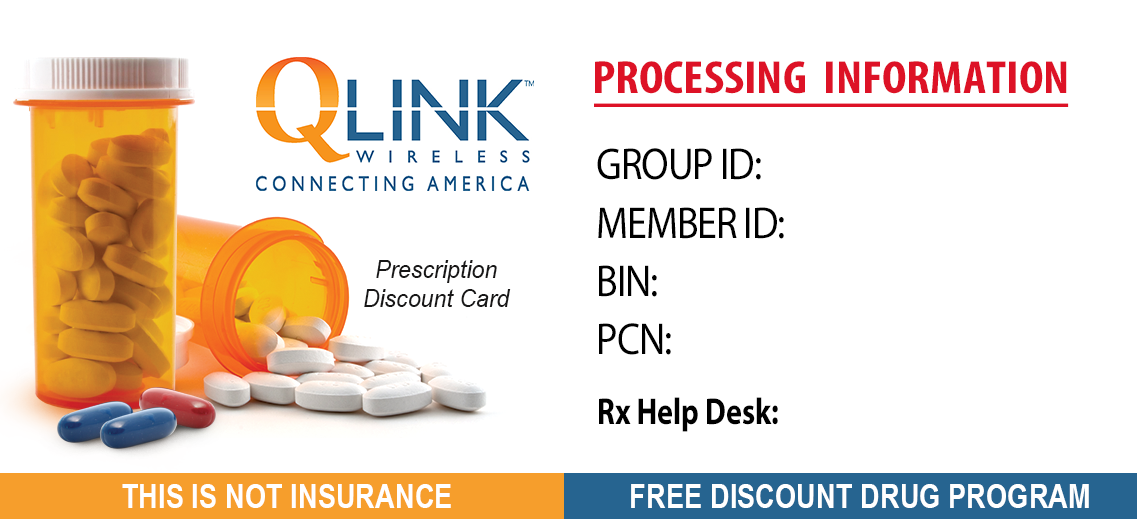 QLINK™
WIRELESS
CONNECTING AMERICA
Prescription
Discount Card
PROCESSING INFORMATION
GROUP ID:
MEMBER ID:
BIN:
PCN:
Rx Help Desk:
THIS IS NOT INSURANCE
FREE DISCOUNT DRUG PROGRAM